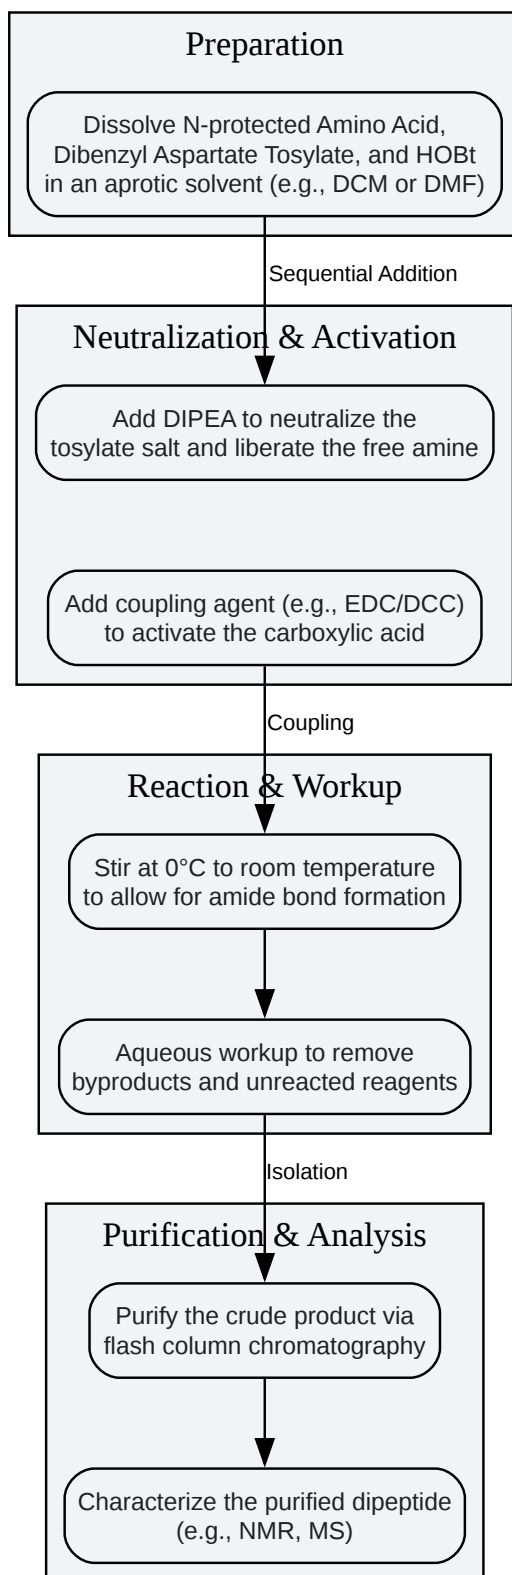 Preparation
Dissolve N-protected Amino Acid,
Dibenzyl Aspartate Tosylate, and HOBt
in an aprotic solvent (e.g., DCM or DMF)
Sequential Addition
Neutralization & Activation
Add DIPEA to neutralize the
tosylate salt and liberate the free amine
Add coupling agent (e.g., EDC/DCC)
to activate the carboxylic acid
Coupling
Reaction & Workup
Stir at 0°C to room temperature
to allow for amide bond formation
Aqueous workup to remove
byproducts and unreacted reagents
Isolation
Purification & Analysis
Purify the crude product via
flash column chromatography
Characterize the purified dipeptide
(e.g., NMR, MS)